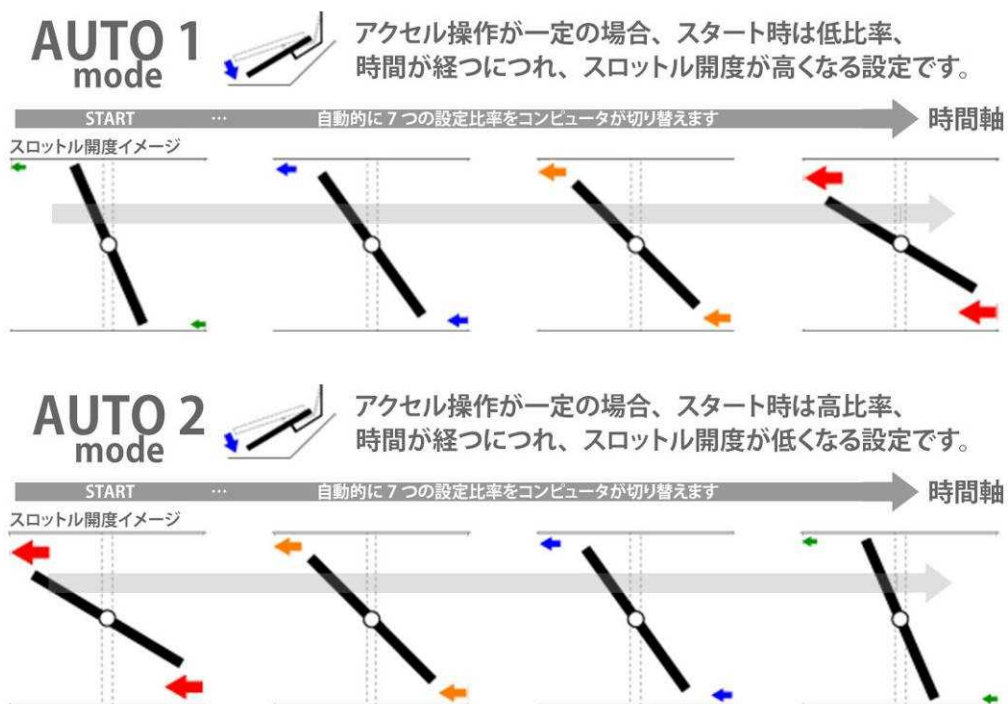 AUTO 1
mode
アクセル操作が一定の場合、スタート時は低比率、
時間が経つにつれ、スロットル開度が高くなる設定です。
START … 自動的に7つの設定比率をコンピュータが切り替えます 時間軸
スロットル開度イメージ
AUTO 2
mode
アクセル操作が一定の場合、スタート時は高比率、
時間が経つにつれ、スロットル開度が低くなる設定です。
START … 自動的に7つの設定比率をコンピュータが切り替えます 時間軸
スロットル開度イメージ